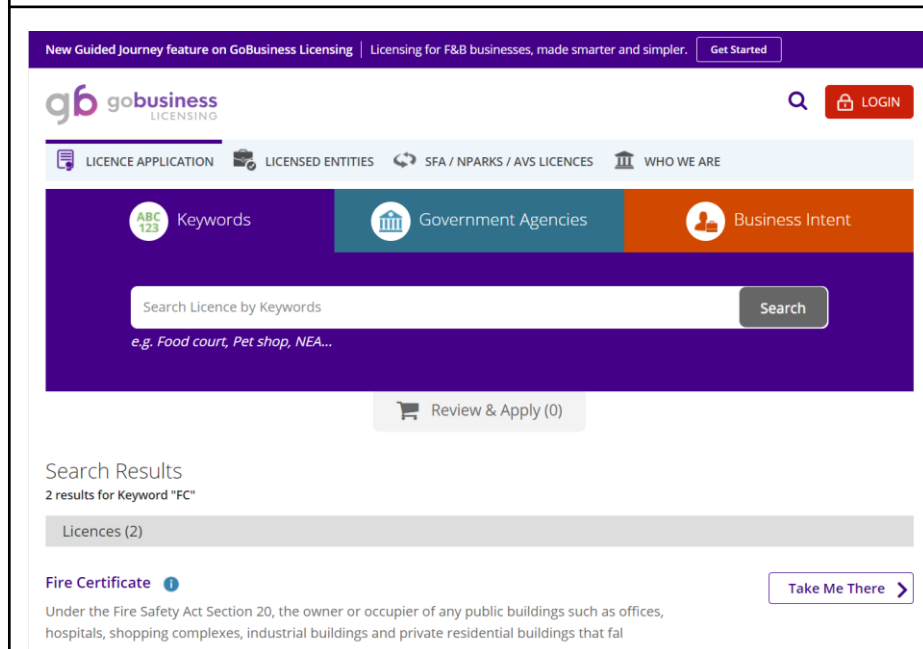 New Guided Journey feature on GoBusiness Licensing | Licensing for F&B businesses, made smarter and simpler. Get Started
gb gobusiness
LICENSING
LOGIN
LICENCE APPLICATION LICENSED ENTITIES SFA / NPARKS / AVS LICENCES WHO WE ARE
ABC
123
Keywords Government Agencies Business Intent
Search Licence by Keywords Search
e.g. Food court, Pet shop, NEA...
Review & Apply (0)
Search Results
2 results for Keyword "FC"
Licences (2)
Fire Certificate i Take Me There
Under the Fire Safety Act Section 20, the owner or occupier of any public buildings such as offices,
hospitals, shopping complexes, industrial buildings and private residential buildings that fal